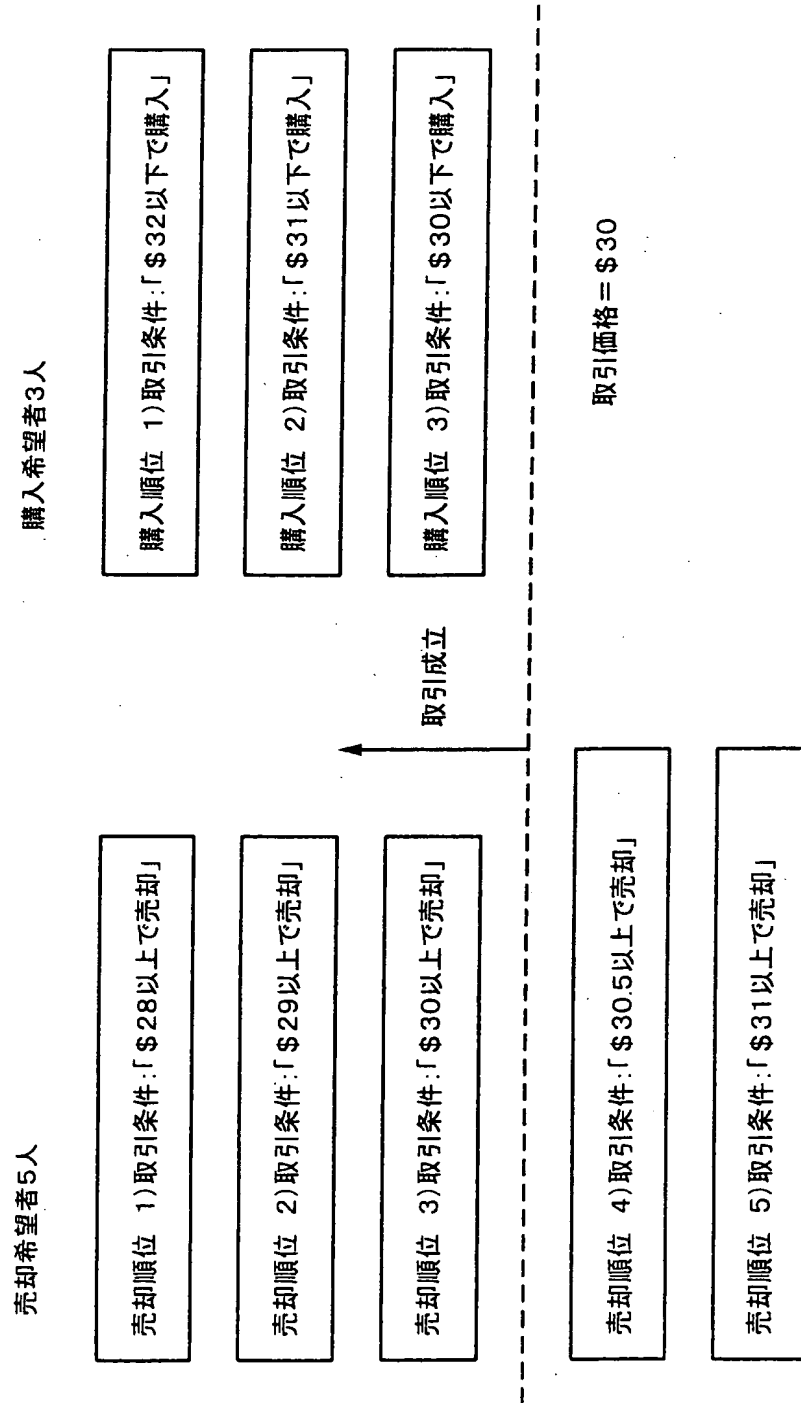 売却希望者5人
売却順位 1)取引条件:「$28以上で売却」
売却順位 2)取引条件:「$29以上で売却」
売却順位 3)取引条件:「$30以上で売却」
売却順位 4)取引条件:「$30.5以上で売却」
売却順位 5)取引条件:「$31以上で売却」
取引成立
購入希望者3人
購入順位 1)取引条件:「$32以下で購入」
購入順位 2)取引条件:「$31以下で購入」
購入順位 3)取引条件:「$30以下で購入」
取引価格=$30